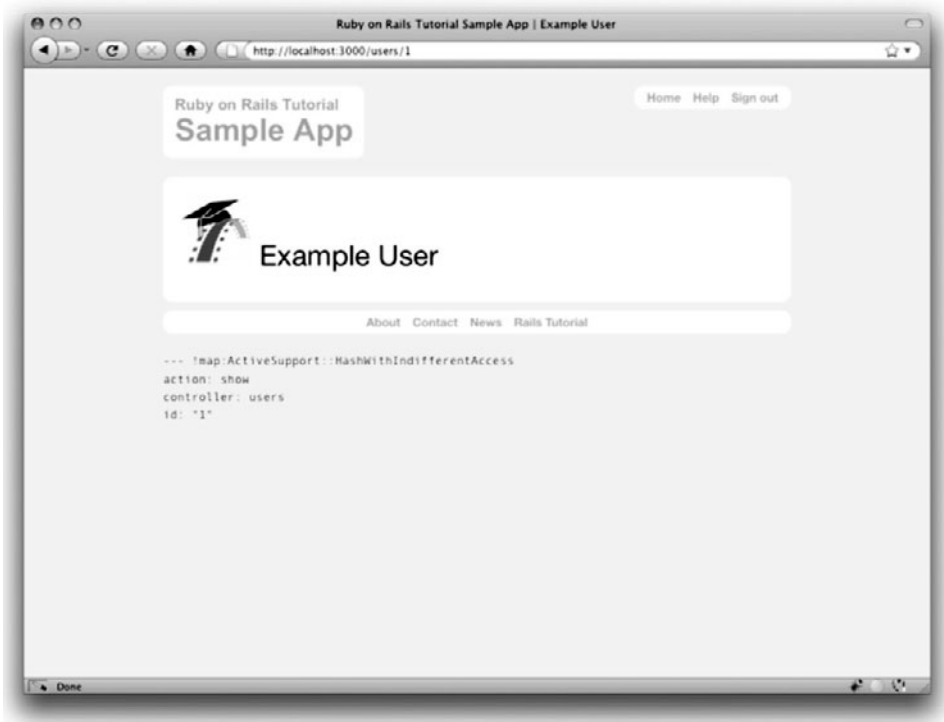 Ruby on Rails Tutorial Sample App | Example User
http://localhost:3000/users/1
Ruby on Rails Tutorial
Sample App
Home Help Sign out
Example User
About Contact News Rails Tutorial
--- !map:ActiveSupport::HashWithIndifferentAccess
action: show
controller: users
id: "1"
Done